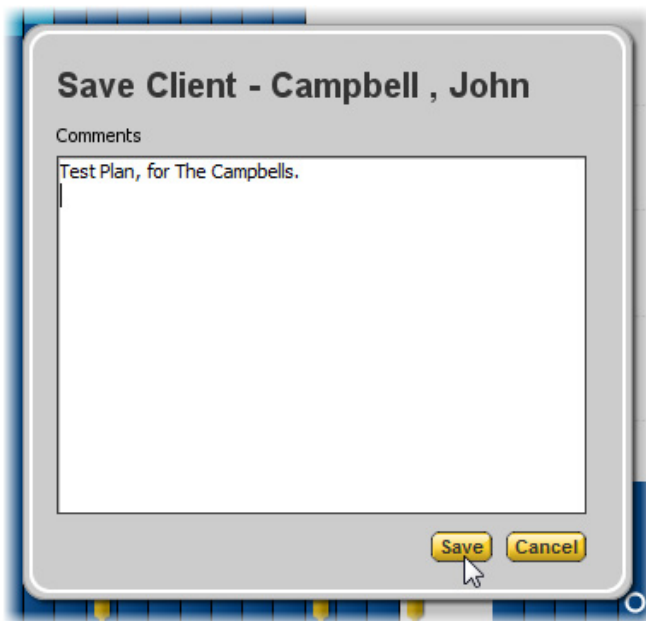 Save Client - Campbell , John
Comments
Test Plan, for The Campbells.
Save Cancel